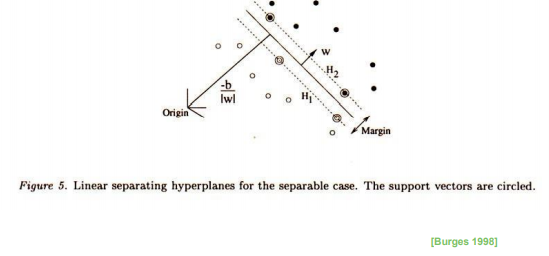 w
H2
-b
|w|
H1
Origin
Margin
Figure 5. Linear separating hyperplanes for the separable case. The support vectors are circled.
[Burges 1998]